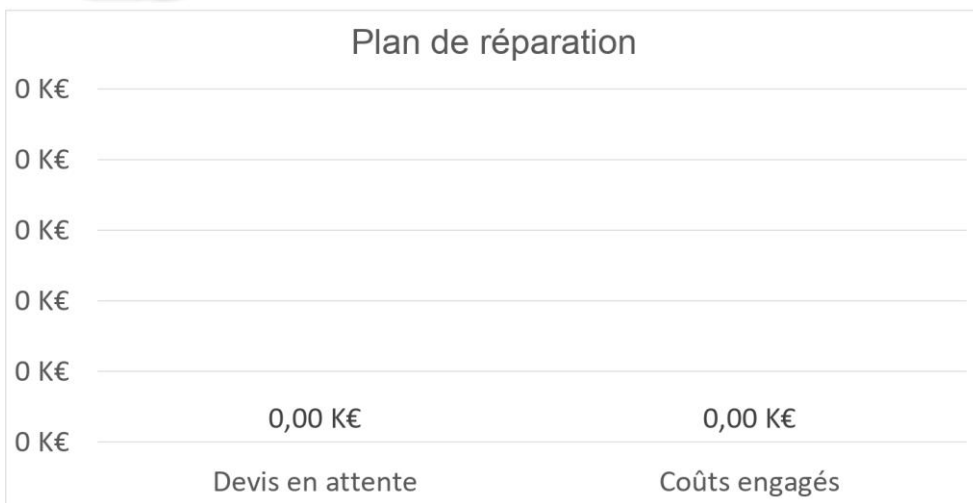 Plan de réparation
0 K€
0 K€
0 K€
0 K€
0 K€
0,00 K€ 0,00 K€
0 K€
Devis en attente Coûts engagés